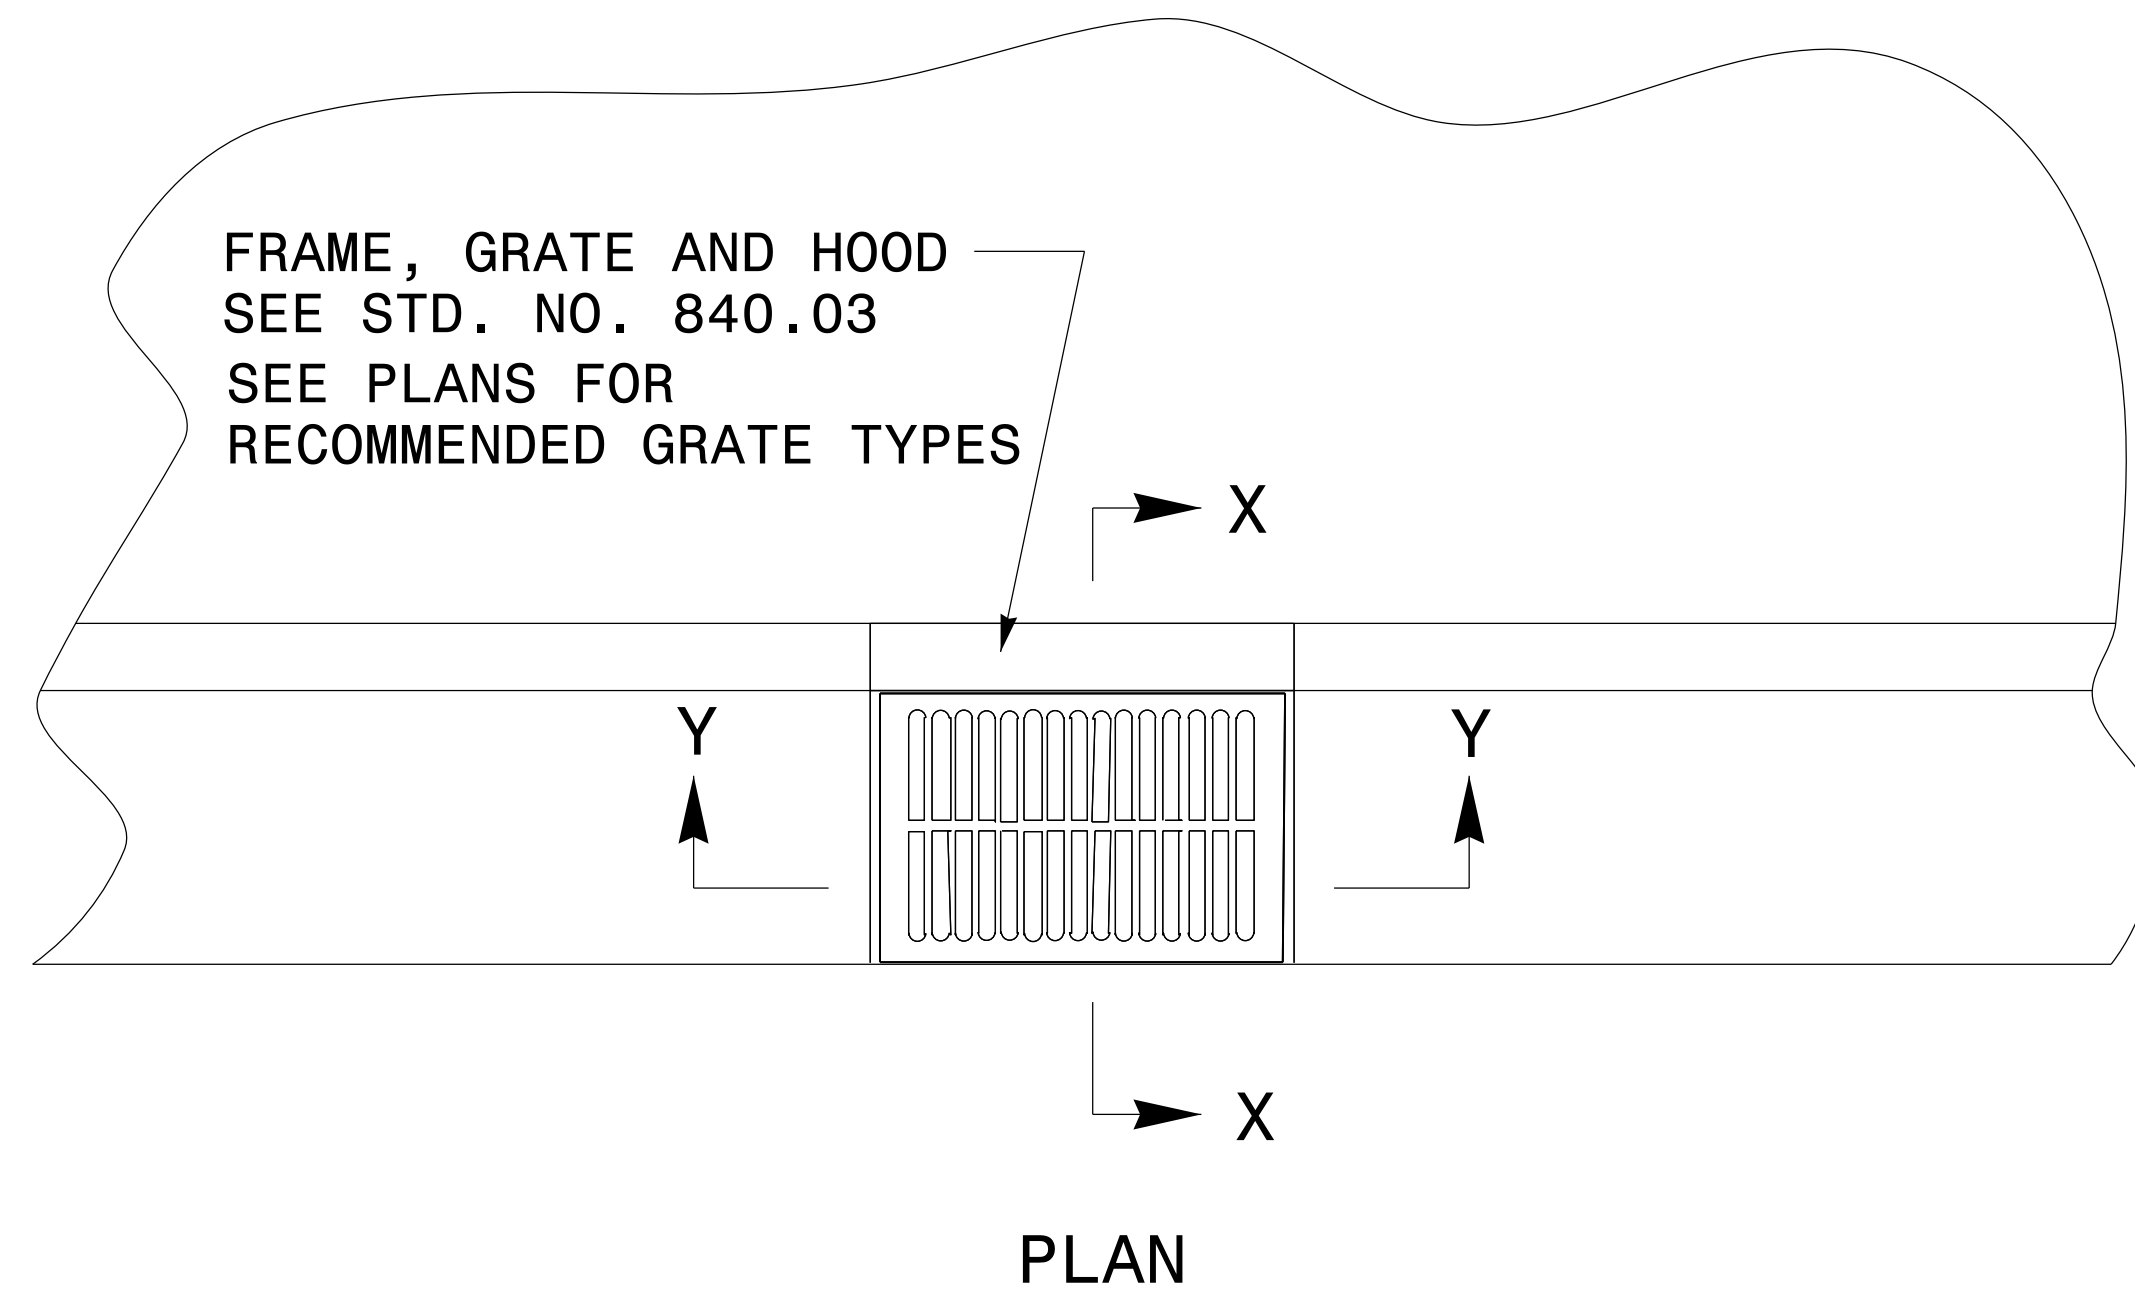 FRAME, GRATE AND HOOD
SEE STD. NO. 840.03
SEE PLANS FOR
RECOMMENDED GRATE TYPES
X
Y
Y
X
PLAN